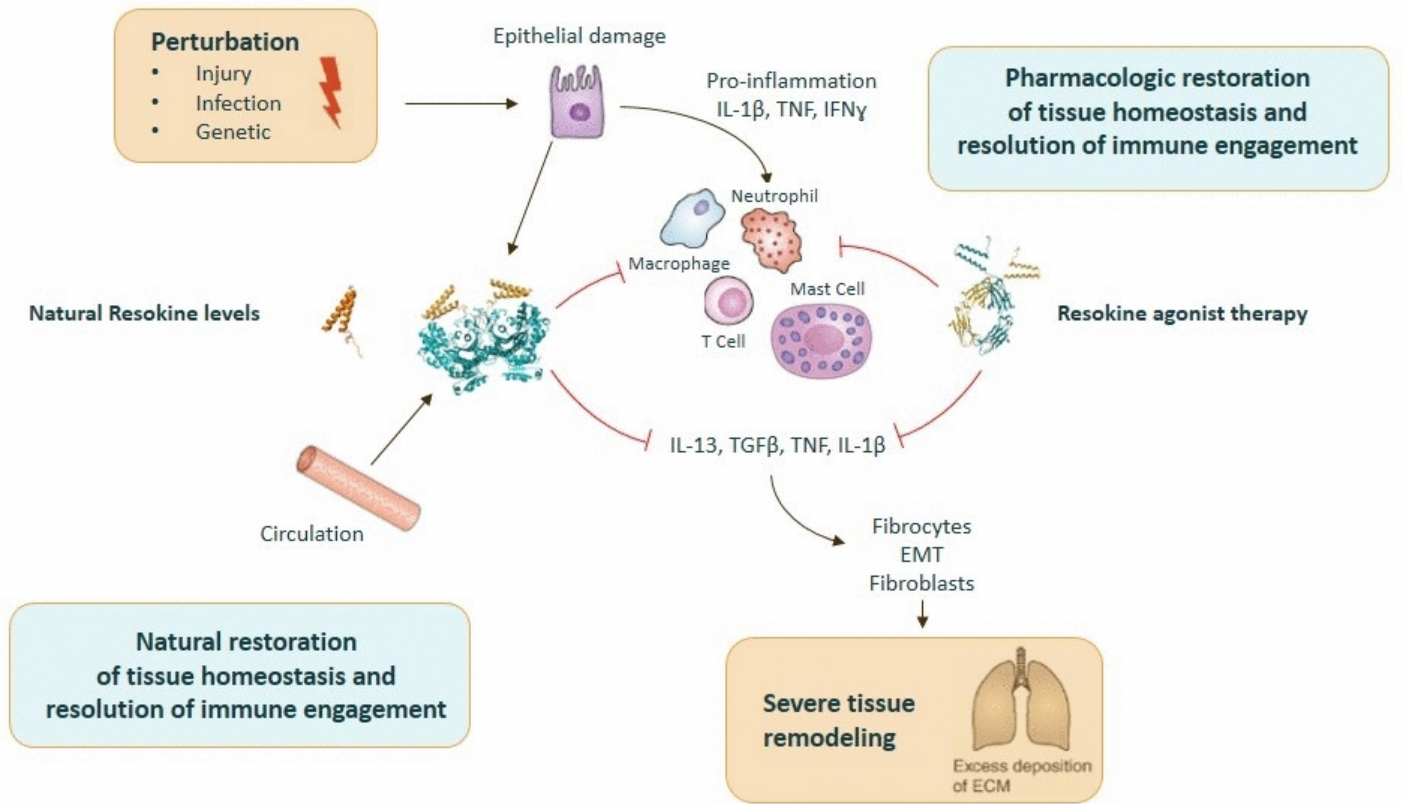 Perturbation
• Injury
• Infection
• Genetic
Epithelial damage
Pro-inflammation
IL-1β, TNF, IFNɣ
Pharmacologic restoration
of tissue homeostasis and
resolution of immune engagement
Neutrophil
Macrophage
Mast Cell
T Cell
Natural Resokine levels
Resokine agonist therapy
IL-13, TGFβ, TNF, IL-1β
Circulation
Fibrocytes
EMT
Fibroblasts
Natural restoration
of tissue homeostasis and
resolution of immune engagement
Severe tissue
remodeling
Excess deposition
of ECM